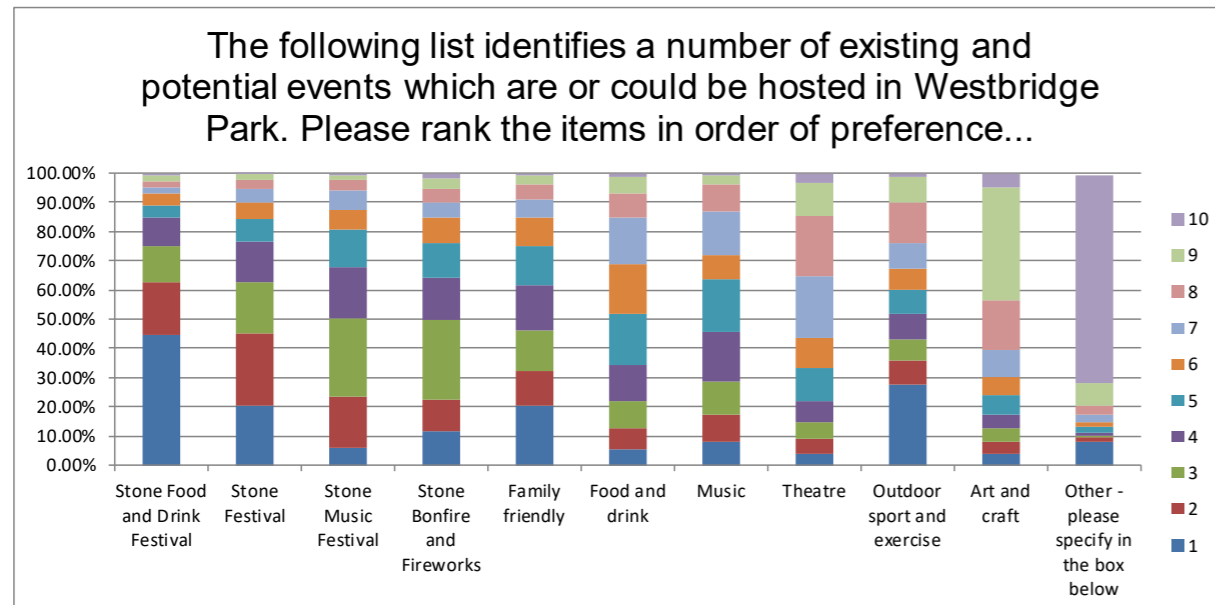 The following list identifies a number of existing and
potential events which are or could be hosted in Westbridge
Park. Please rank the items in order of preference...
100.00%
90.00%
80.00%
70.00%
60.00%
50.00%
40.00%
30.00%
20.00%
10.00%
0.00%
Stone Food
and Drink
Festival
Stone
Festival
Stone
Music
Festival
Stone
Bonfire
and
Fireworks
Family
friendly
Food and
drink
Music
Theatre
Outdoor
sport and
exercise
Art and
craft
Other -
please
specify in
the box
below
10
9
8
7
6
5
4
3
2
1